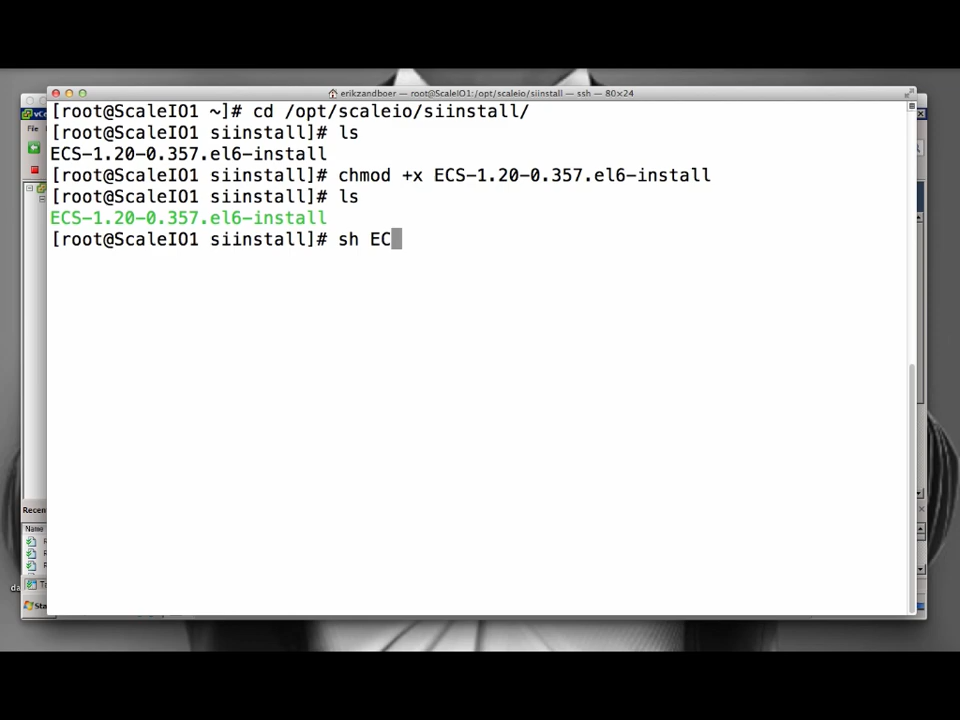 erikzandboer — root@ScaleIO1:/opt/scaleio/siinstall — ssh — 80×24
[root@ScaleIO1 ~]# cd /opt/scaleio/siinstall/
[root@ScaleIO1 siinstall]# ls
ECS-1.20-0.357.el6-install
[root@ScaleIO1 siinstall]# chmod +x ECS-1.20-0.357.el6-install
[root@ScaleIO1 siinstall]# ls
ECS-1.20-0.357.el6-install
[root@ScaleIO1 siinstall]# sh EC
File
Recen
Name
da
Sta